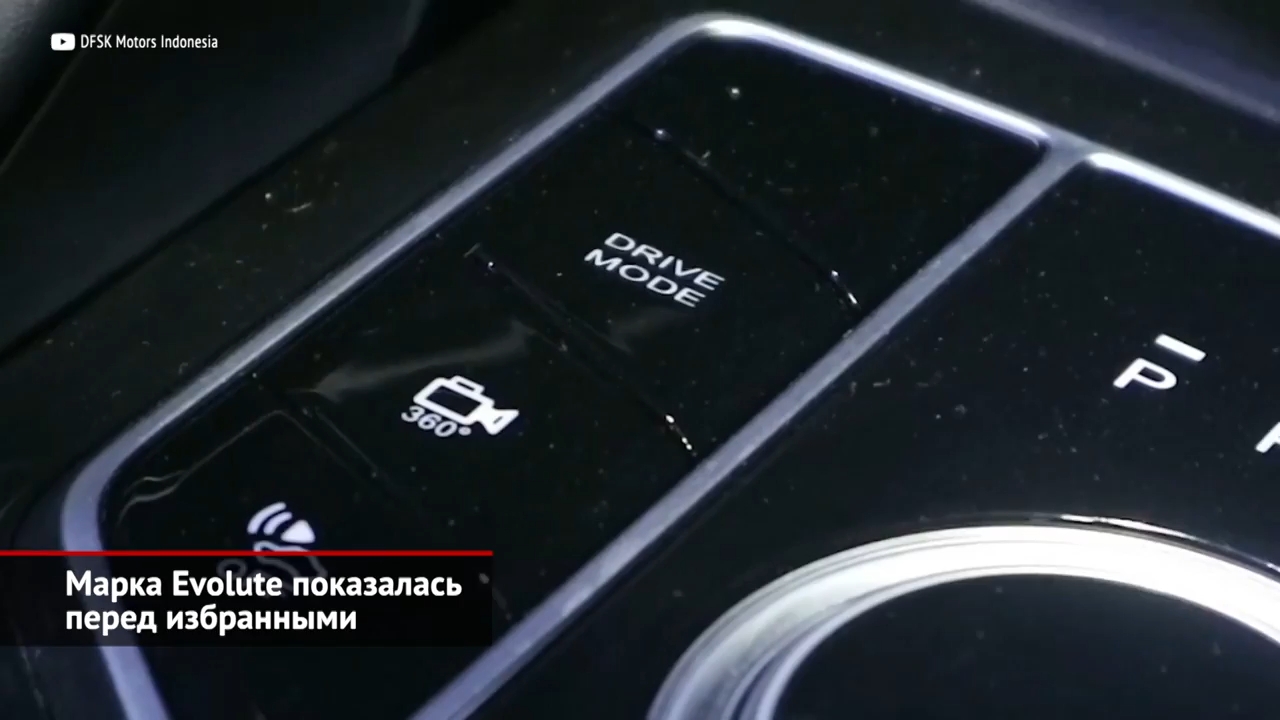 DFSK Motors Indonesia
DRIVE
MODE
360°
P
Марка Evolute показалась
перед избранными